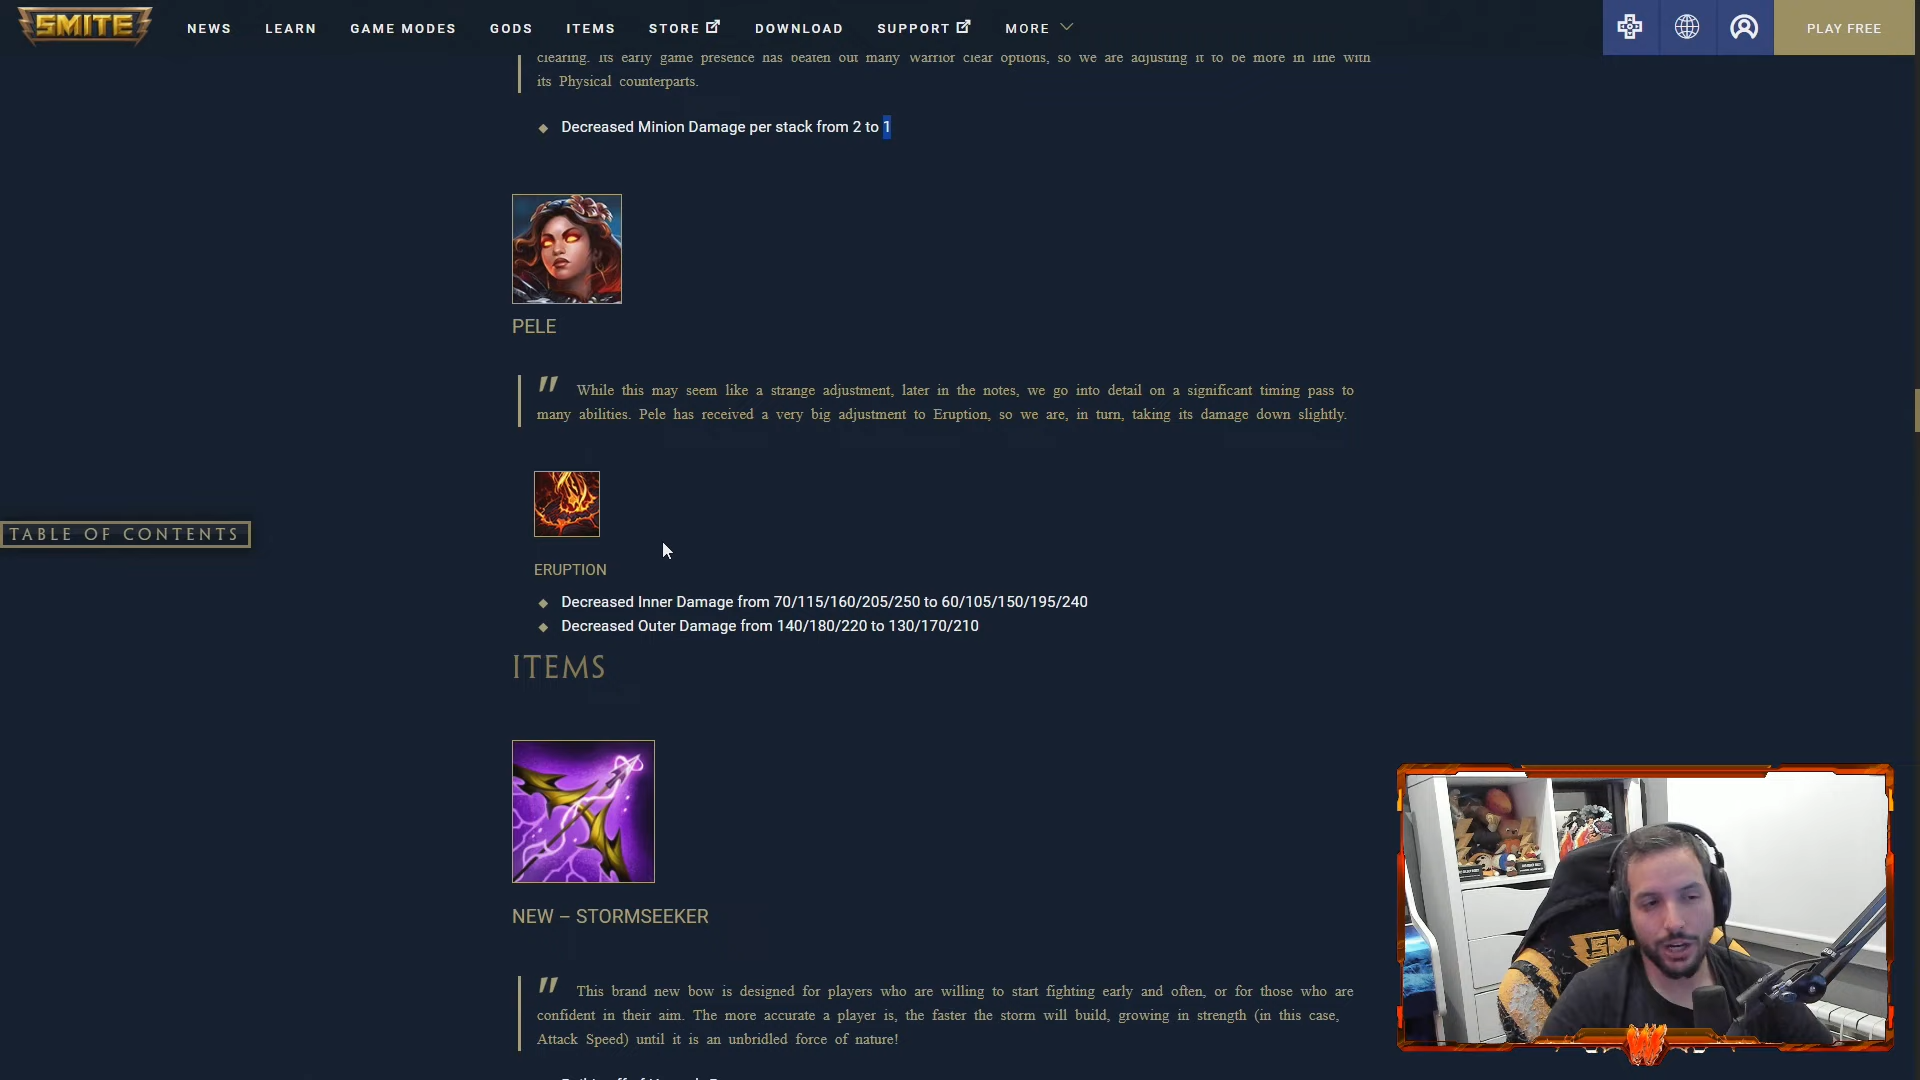 SMITE
NEWS LEARN GAME MODES GODS ITEMS STORE DOWNLOAD SUPPORT MORE PLAY FREE
clearing. Its early game presence has beaten out many Warrior clear options, so we are adjusting it to be more in line with
its Physical counterparts.
Decreased Minion Damage per stack from 2 to 1
PELE
" While this may seem like a strange adjustment, later in the notes, we go into detail on a significant timing pass to
many abilities. Pele has received a very big adjustment to Eruption, so we are, in turn, taking its damage down slightly.
TABLE OF CONTENTS
ERUPTION
Decreased Inner Damage from 70/115/160/205/250 to 60/105/150/195/240
Decreased Outer Damage from 140/180/220 to 130/170/210
ITEMS
NEW – STORMSEEKER
" This brand new bow is designed for players who are willing to start fighting early and often, or for those who are
confident in their aim. The more accurate a player is, the faster the storm will build, growing in strength (in this case,
Attack Speed) until it is an unbridled force of nature!